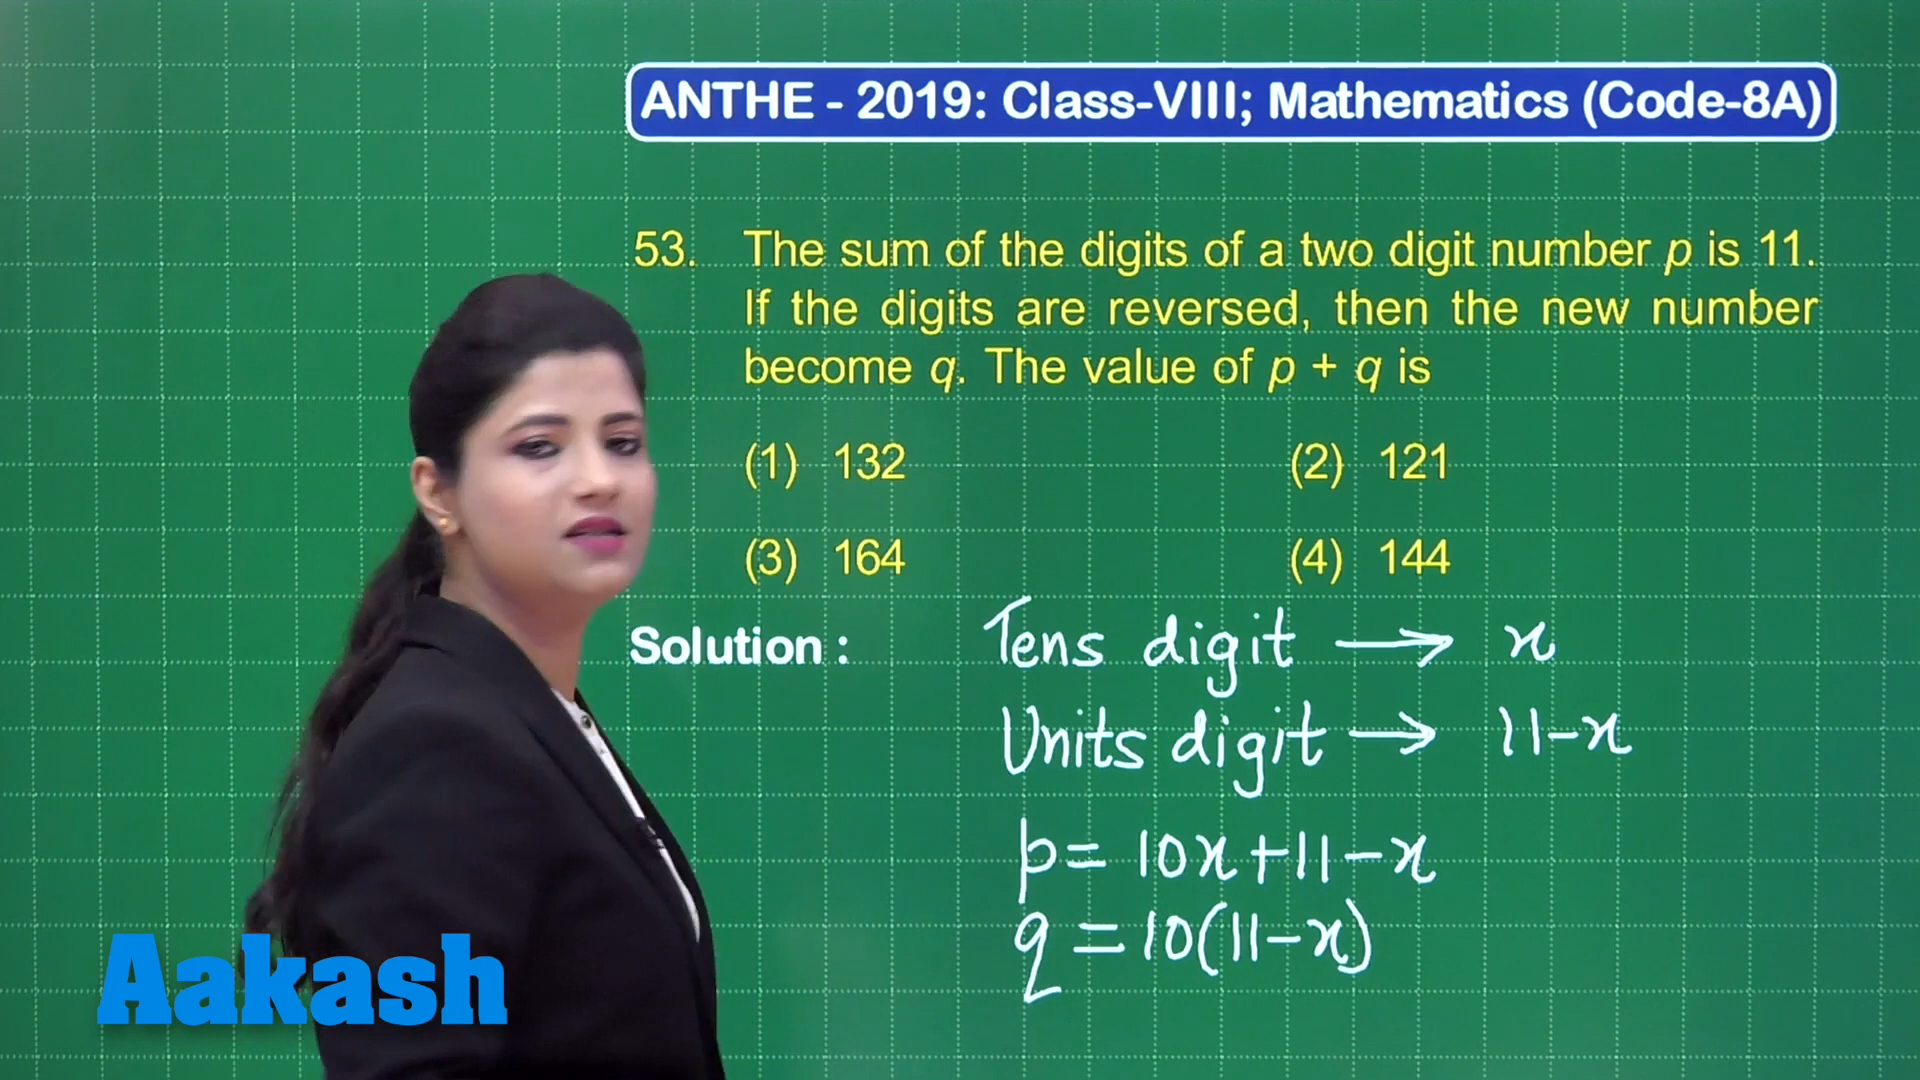 ANTHE - 2019: Class-VIII; Mathematics (Code-8A)
53. The sum of the digits of a two digit number p is 11.
If the digits are reversed, then the new number
become q. The value of p + q is
(1) 132 (2) 121
(3) 164 (4) 144
Solution : Tens digit → x
Units digit → 11-x
p = 10x+11-x
q = 10(11-x)
Aakash